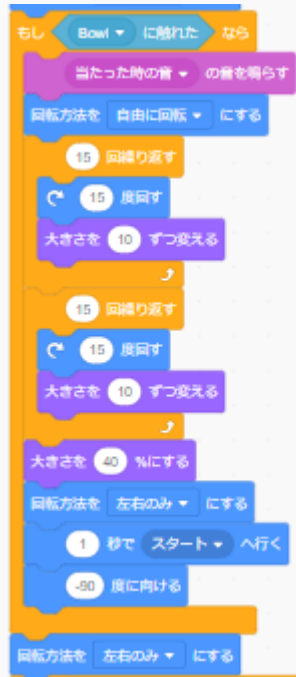 もし Bowl に触れた なら
当たった時の音 の音を鳴らす
回転方法を 自由に回転 にする
15 回繰り返す
15 度回す
大きさを 10 ずつ変える
15 回繰り返す
15 度回す
大きさを 10 ずつ変える
大きさを 40 %にする
回転方法を 左右のみ にする
1 秒で スタート へ行く
-90 度に向ける
回転方法を 左右のみ にする